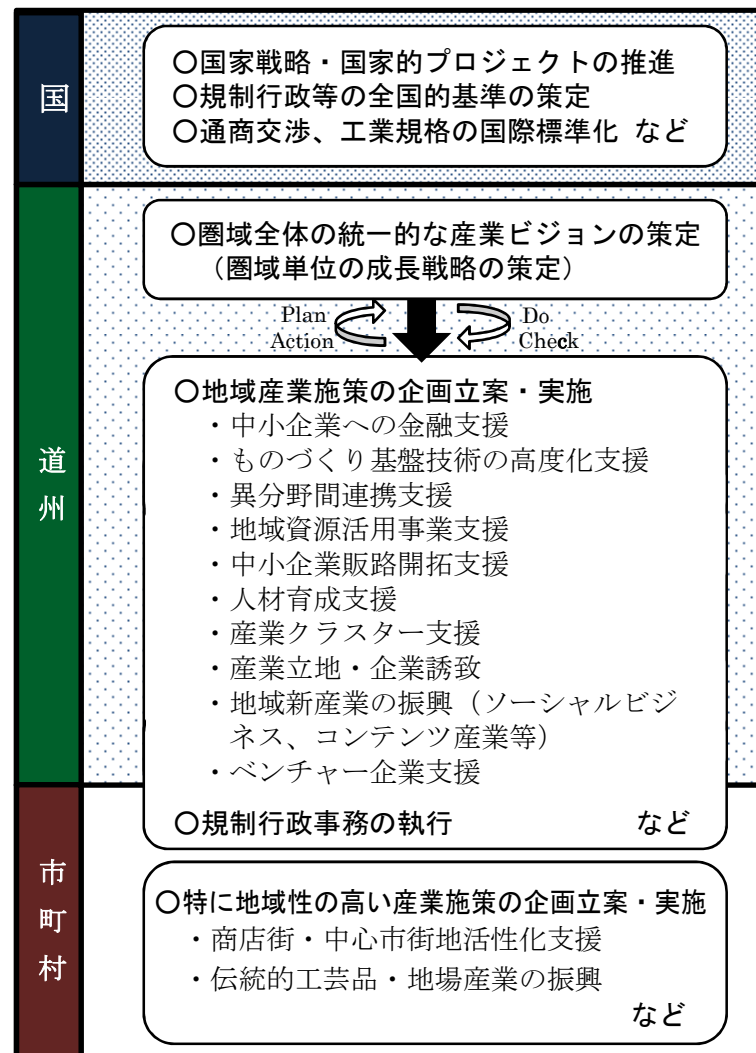 国
〇国家戦略・国家的プロジェクトの推進
〇規制行政等の全国的基準の策定
〇通商交渉、工業規格の国際標準化 など
道州
〇圏域全体の統一的な産業ビジョンの策定
（圏域単位の成長戦略の策定）
Plan
Action
Do
Check
〇地域産業施策の企画立案・実施
・中小企業への金融支援
・ものづくり基盤技術の高度化支援
・異分野間連携支援
・地域資源活用事業支援
・中小企業販路開拓支援
・人材育成支援
・産業クラスター支援
・産業立地・企業誘致
・地域新産業の振興（ソーシャルビジ
ネス、コンテンツ産業等）
・ベンチャー企業支援
〇規制行政事務の執行 など
市町村
〇特に地域性の高い産業施策の企画立案・実施
・商店街・中心市街地活性化支援
・伝統的工芸品・地場産業の振興
など